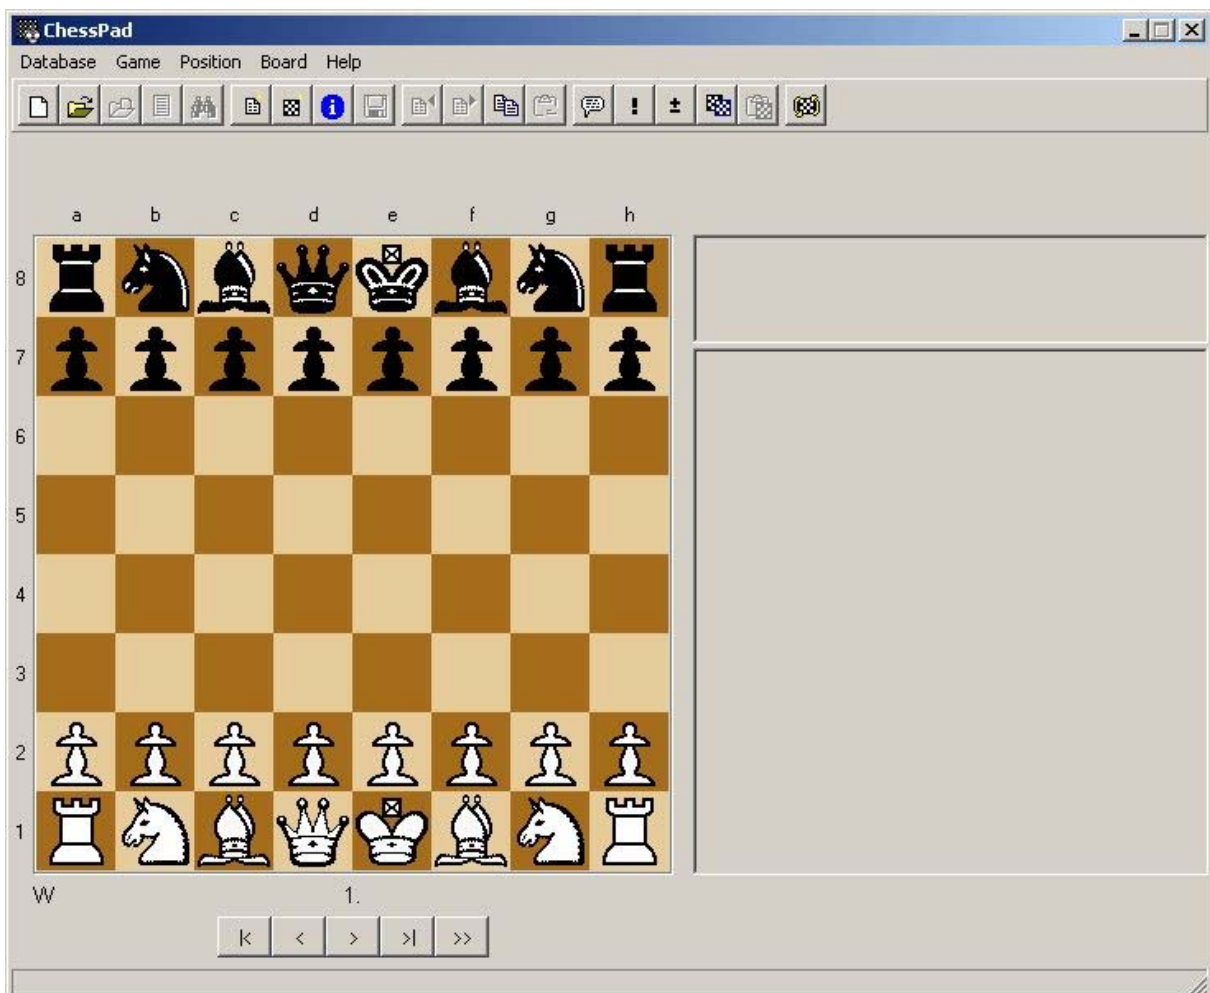 ChessPad
Database Game Position Board Help
a b c d e f g h
8
7
6
5
4
3
2
1
W 1.
|< < > >| >>